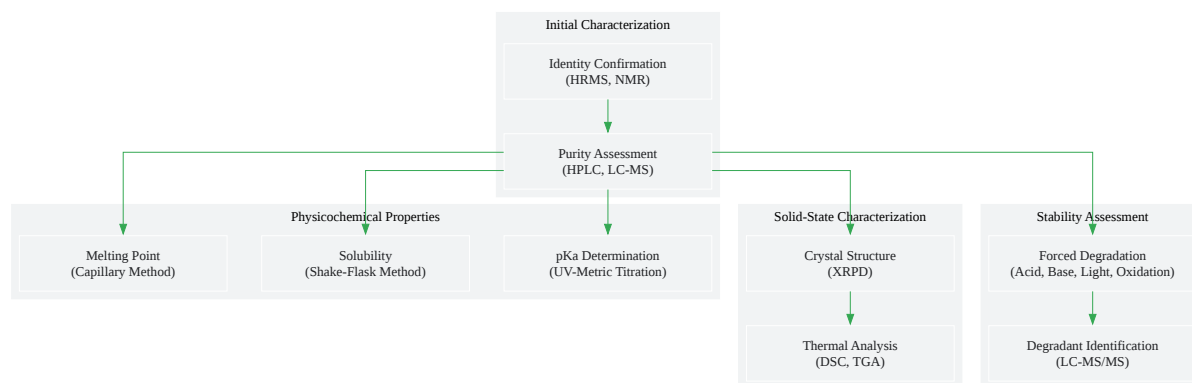 Initial Characterization
Identity Confirmation
(HRMS, NMR)
Purity Assessment
(HPLC, LC-MS)
Physicochemical Properties
Melting Point
(Capillary Method)
Solubility
(Shake-Flask Method)
pKa Determination
(UV-Metric Titration)
Solid-State Characterization
Crystal Structure
(XRPD)
Thermal Analysis
(DSC, TGA)
Stability Assessment
Forced Degradation
(Acid, Base, Light, Oxidation)
Degradant Identification
(LC-MS/MS)